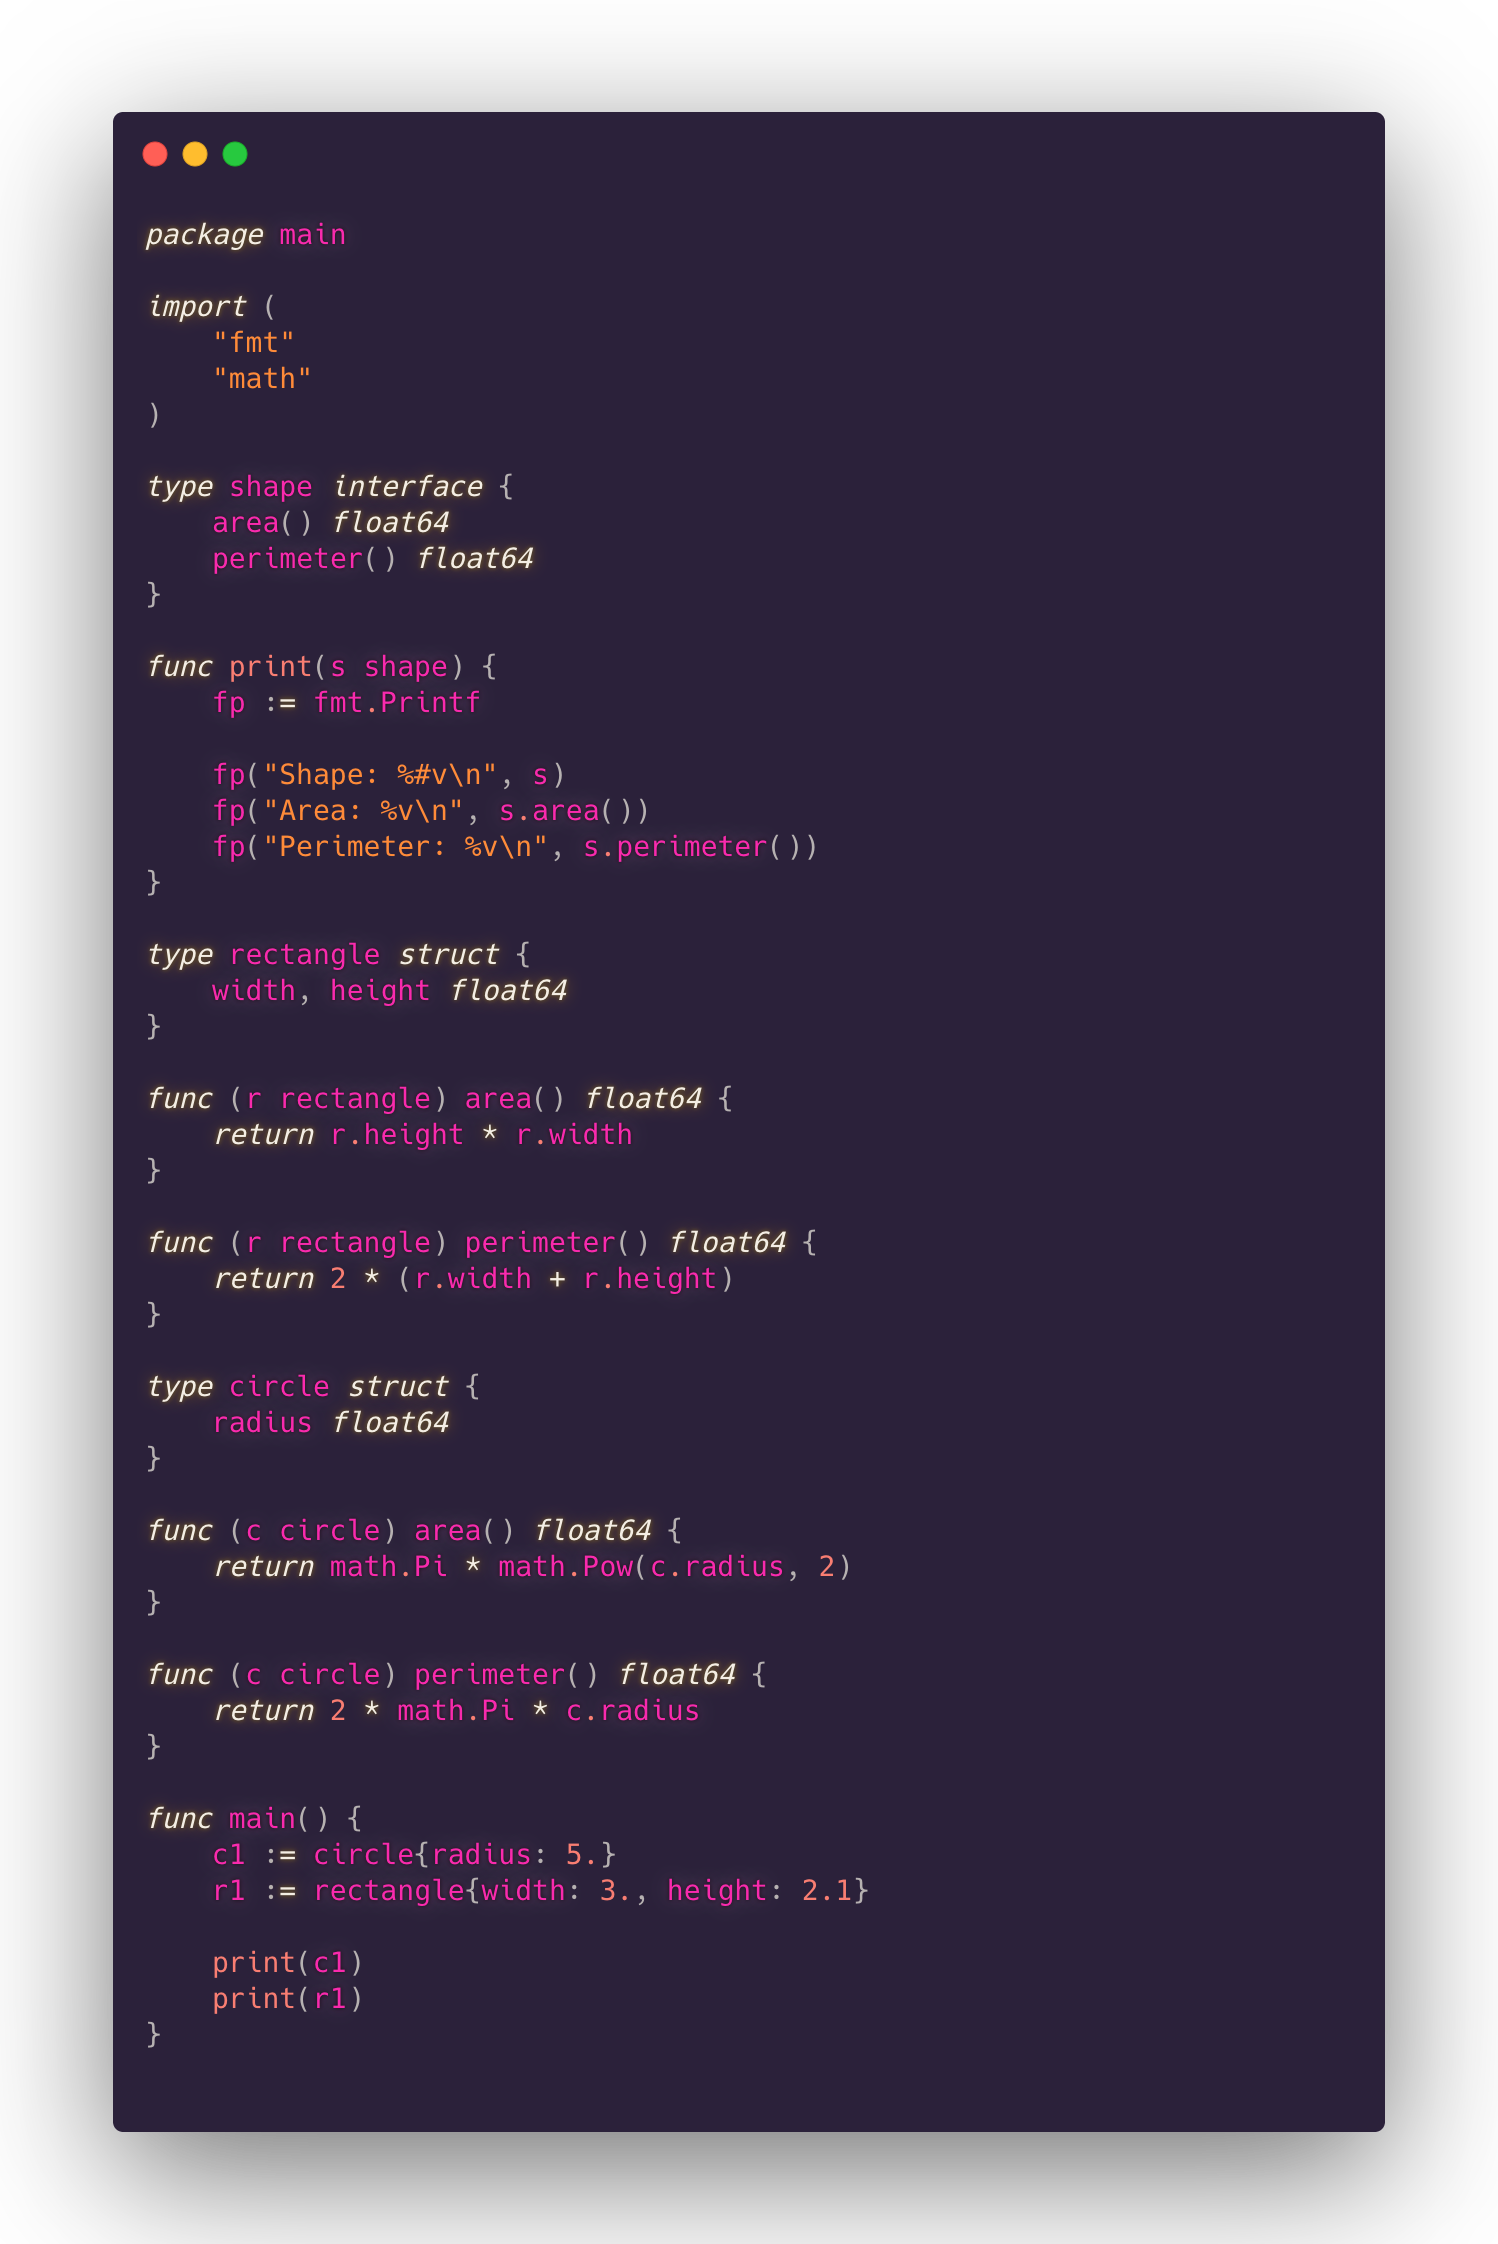 package main

import (
    "fmt"
    "math"
)

type shape interface {
    area() float64
    perimeter() float64
}

func print(s shape) {
    fp := fmt.Printf

    fp("Shape: %#v\n", s)
    fp("Area: %v\n", s.area())
    fp("Perimeter: %v\n", s.perimeter())
}

type rectangle struct {
    width, height float64
}

func (r rectangle) area() float64 {
    return r.height * r.width
}

func (r rectangle) perimeter() float64 {
    return 2 * (r.width + r.height)
}

type circle struct {
    radius float64
}

func (c circle) area() float64 {
    return math.Pi * math.Pow(c.radius, 2)
}

func (c circle) perimeter() float64 {
    return 2 * math.Pi * c.radius
}

func main() {
    c1 := circle{radius: 5.}
    r1 := rectangle{width: 3., height: 2.1}

    print(c1)
    print(r1)
}